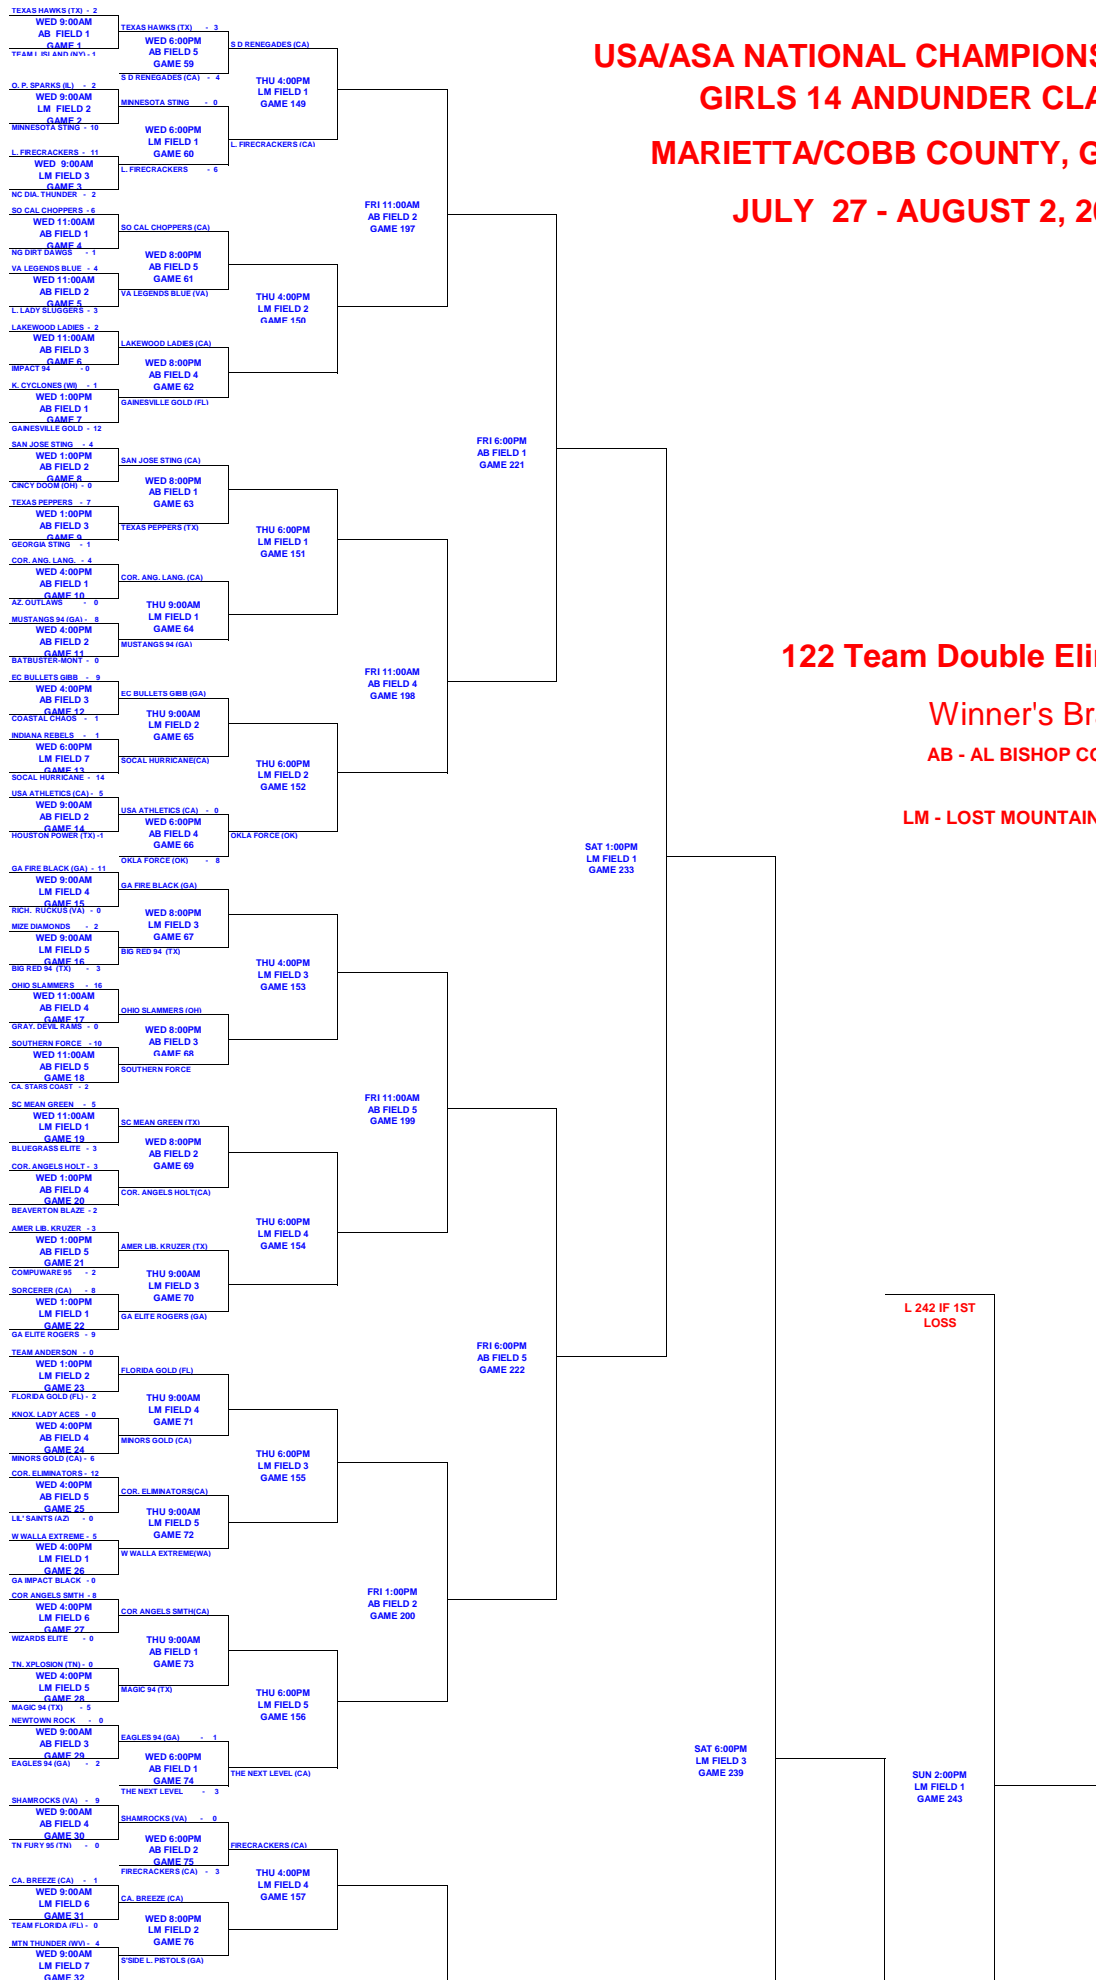 USA/ASA NATIONAL CHAMPIONS
GIRLS 14 ANDUNDER CLA
MARIETTA/COBB COUNTY, G
JULY 27 - AUGUST 2, 20
122 Team Double Eli
Winner's Bra
AB - AL BISHOP CO
LM - LOST MOUNTAIN
TEXAS HAWKS (TX) - 2
WED 9:00AM
AB FIELD 1
GAME 1
TEAM L ISLAND (NY) - 1
O. P. SPARKS (IL) - 2
WED 9:00AM
LM FIELD 2
GAME 2
MINNESOTA STING - 10
L. FIRECRACKERS - 11
WED 9:00AM
LM FIELD 3
GAME 3
NC DIA. THUNDER - 2
SO CAL CHOPPERS - 6
WED 11:00AM
AB FIELD 1
GAME 4
NG DIRT DAWGS - 1
VA LEGENDS BLUE - 4
WED 11:00AM
AB FIELD 2
GAME 5
L. LADY SLUGGERS - 3
LAKEWOOD LADIES - 2
WED 11:00AM
AB FIELD 3
GAME 6
IMPACT 94 - 0
K. CYCLONES (WI) - 1
WED 1:00PM
AB FIELD 1
GAME 7
GAINESVILLE GOLD - 12
SAN JOSE STING - 4
WED 1:00PM
AB FIELD 2
GAME 8
CINCY DOOM (OH) - 0
TEXAS PEPPERS - 7
WED 1:00PM
AB FIELD 3
GAME 9
GEORGIA STING - 1
COR. ANG. LANG. - 4
WED 4:00PM
AB FIELD 1
GAME 10
AZ. OUTLAWS - 0
MUSTANGS 94 (GA) - 8
WED 4:00PM
AB FIELD 2
GAME 11
BATBUSTER-MONT - 0
EC BULLETS GIBB - 9
WED 4:00PM
AB FIELD 3
GAME 12
COASTAL CHAOS - 1
INDIANA REBELS - 1
WED 6:00PM
LM FIELD 7
GAME 13
SOCAL HURRICANE - 14
USA ATHLETICS (CA) - 5
WED 9:00AM
AB FIELD 2
GAME 14
HOUSTON POWER (TX) -1
GA FIRE BLACK (GA) - 11
WED 9:00AM
LM FIELD 4
GAME 15
RICH. RUCKUS (VA) - 0
MIZE DIAMONDS - 2
WED 9:00AM
LM FIELD 5
GAME 16
BIG RED 94 (TX) - 3
OHIO SLAMMERS - 16
WED 11:00AM
AB FIELD 4
GAME 17
GRAY. DEVIL RAMS - 0
SOUTHERN FORCE - 10
WED 11:00AM
AB FIELD 5
GAME 18
CA. STARS COAST - 2
SC MEAN GREEN - 5
WED 11:00AM
LM FIELD 1
GAME 19
BLUEGRASS ELITE - 3
COR. ANGELS HOLT - 3
WED 1:00PM
AB FIELD 4
GAME 20
BEAVERTON BLAZE - 2
AMER LIB. KRUZER - 3
WED 1:00PM
AB FIELD 5
GAME 21
COMPUWARE 95 - 2
SORCERER (CA) - 8
WED 1:00PM
LM FIELD 1
GAME 22
GA ELITE ROGERS - 9
TEAM ANDERSON - 0
WED 1:00PM
LM FIELD 2
GAME 23
FLORIDA GOLD (FL) - 2
KNOX. LADY ACES - 0
WED 4:00PM
AB FIELD 4
GAME 24
MINORS GOLD (CA) - 6
COR. ELIMINATORS - 12
WED 4:00PM
AB FIELD 5
GAME 25
LIL' SAINTS (AZ) - 0
W WALLA EXTREME - 5
WED 4:00PM
LM FIELD 1
GAME 26
GA IMPACT BLACK - 0
COR ANGELS SMTH - 8
WED 4:00PM
LM FIELD 6
GAME 27
WIZARDS ELITE - 0
TN. XPLOSION (TN) - 0
WED 4:00PM
LM FIELD 5
GAME 28
MAGIC 94 (TX) - 5
NEWTOWN ROCK - 0
WED 9:00AM
AB FIELD 3
GAME 29
EAGLES 94 (GA) - 2
SHAMROCKS (VA) - 9
WED 9:00AM
AB FIELD 4
GAME 30
TN FURY 95 (TN) - 0
CA. BREEZE (CA) - 1
WED 9:00AM
LM FIELD 6
GAME 31
TEAM FLORIDA (FL) - 0
MTN THUNDER (WV) - 4
WED 9:00AM
LM FIELD 7
GAME 32
TEXAS HAWKS (TX) - 3
WED 6:00PM
AB FIELD 5
GAME 59
S D RENEGADES (CA) - 4
MINNESOTA STING - 0
WED 6:00PM
LM FIELD 1
GAME 60
L. FIRECRACKERS - 6
SO CAL CHOPPERS (CA)
WED 8:00PM
AB FIELD 5
GAME 61
VA LEGENDS BLUE (VA)
LAKEWOOD LADIES (CA)
WED 8:00PM
AB FIELD 4
GAME 62
GAINESVILLE GOLD (FL)
SAN JOSE STING (CA)
WED 8:00PM
AB FIELD 1
GAME 63
TEXAS PEPPERS (TX)
COR. ANG. LANG. (CA)
THU 9:00AM
LM FIELD 1
GAME 64
MUSTANGS 94 (GA)
EC BULLETS GIBB (GA)
THU 9:00AM
LM FIELD 2
GAME 65
SOCAL HURRICANE(CA)
USA ATHLETICS (CA) - 0
WED 6:00PM
AB FIELD 4
GAME 66
OKLA FORCE (OK) - 8
GA FIRE BLACK (GA)
WED 8:00PM
LM FIELD 3
GAME 67
BIG RED 94 (TX)
OHIO SLAMMERS (OH)
WED 8:00PM
AB FIELD 3
GAME 68
SOUTHERN FORCE
SC MEAN GREEN (TX)
WED 8:00PM
AB FIELD 2
GAME 69
COR. ANGELS HOLT(CA)
AMER LIB. KRUZER (TX)
THU 9:00AM
LM FIELD 3
GAME 70
GA ELITE ROGERS (GA)
FLORIDA GOLD (FL)
THU 9:00AM
LM FIELD 4
GAME 71
MINORS GOLD (CA)
COR. ELIMINATORS(CA)
THU 9:00AM
LM FIELD 5
GAME 72
W WALLA EXTREME(WA)
COR ANGELS SMTH(CA)
THU 9:00AM
AB FIELD 1
GAME 73
MAGIC 94 (TX)
EAGLES 94 (GA) - 1
WED 6:00PM
AB FIELD 1
GAME 74
THE NEXT LEVEL - 3
SHAMROCKS (VA) - 0
WED 6:00PM
AB FIELD 2
GAME 75
FIRECRACKERS (CA) - 3
CA. BREEZE (CA)
WED 8:00PM
LM FIELD 2
GAME 76
S'SIDE L. PISTOLS (GA)
S D RENEGADES (CA)
THU 4:00PM
LM FIELD 1
GAME 149
L. FIRECRACKERS (CA)
THU 4:00PM
LM FIELD 2
GAME 150
THU 6:00PM
LM FIELD 1
GAME 151
THU 6:00PM
LM FIELD 2
GAME 152
OKLA FORCE (OK)
THU 4:00PM
LM FIELD 3
GAME 153
THU 6:00PM
LM FIELD 4
GAME 154
THU 6:00PM
LM FIELD 3
GAME 155
THU 6:00PM
LM FIELD 5
GAME 156
THE NEXT LEVEL (CA)
FIRECRACKERS (CA)
THU 4:00PM
LM FIELD 4
GAME 157
FRI 11:00AM
AB FIELD 2
GAME 197
FRI 11:00AM
AB FIELD 4
GAME 198
FRI 11:00AM
AB FIELD 5
GAME 199
FRI 1:00PM
AB FIELD 2
GAME 200
FRI 6:00PM
AB FIELD 1
GAME 221
FRI 6:00PM
AB FIELD 5
GAME 222
SAT 1:00PM
LM FIELD 1
GAME 233
SAT 6:00PM
LM FIELD 3
GAME 239
L 242 IF 1ST
LOSS
SUN 2:00PM
LM FIELD 1
GAME 243